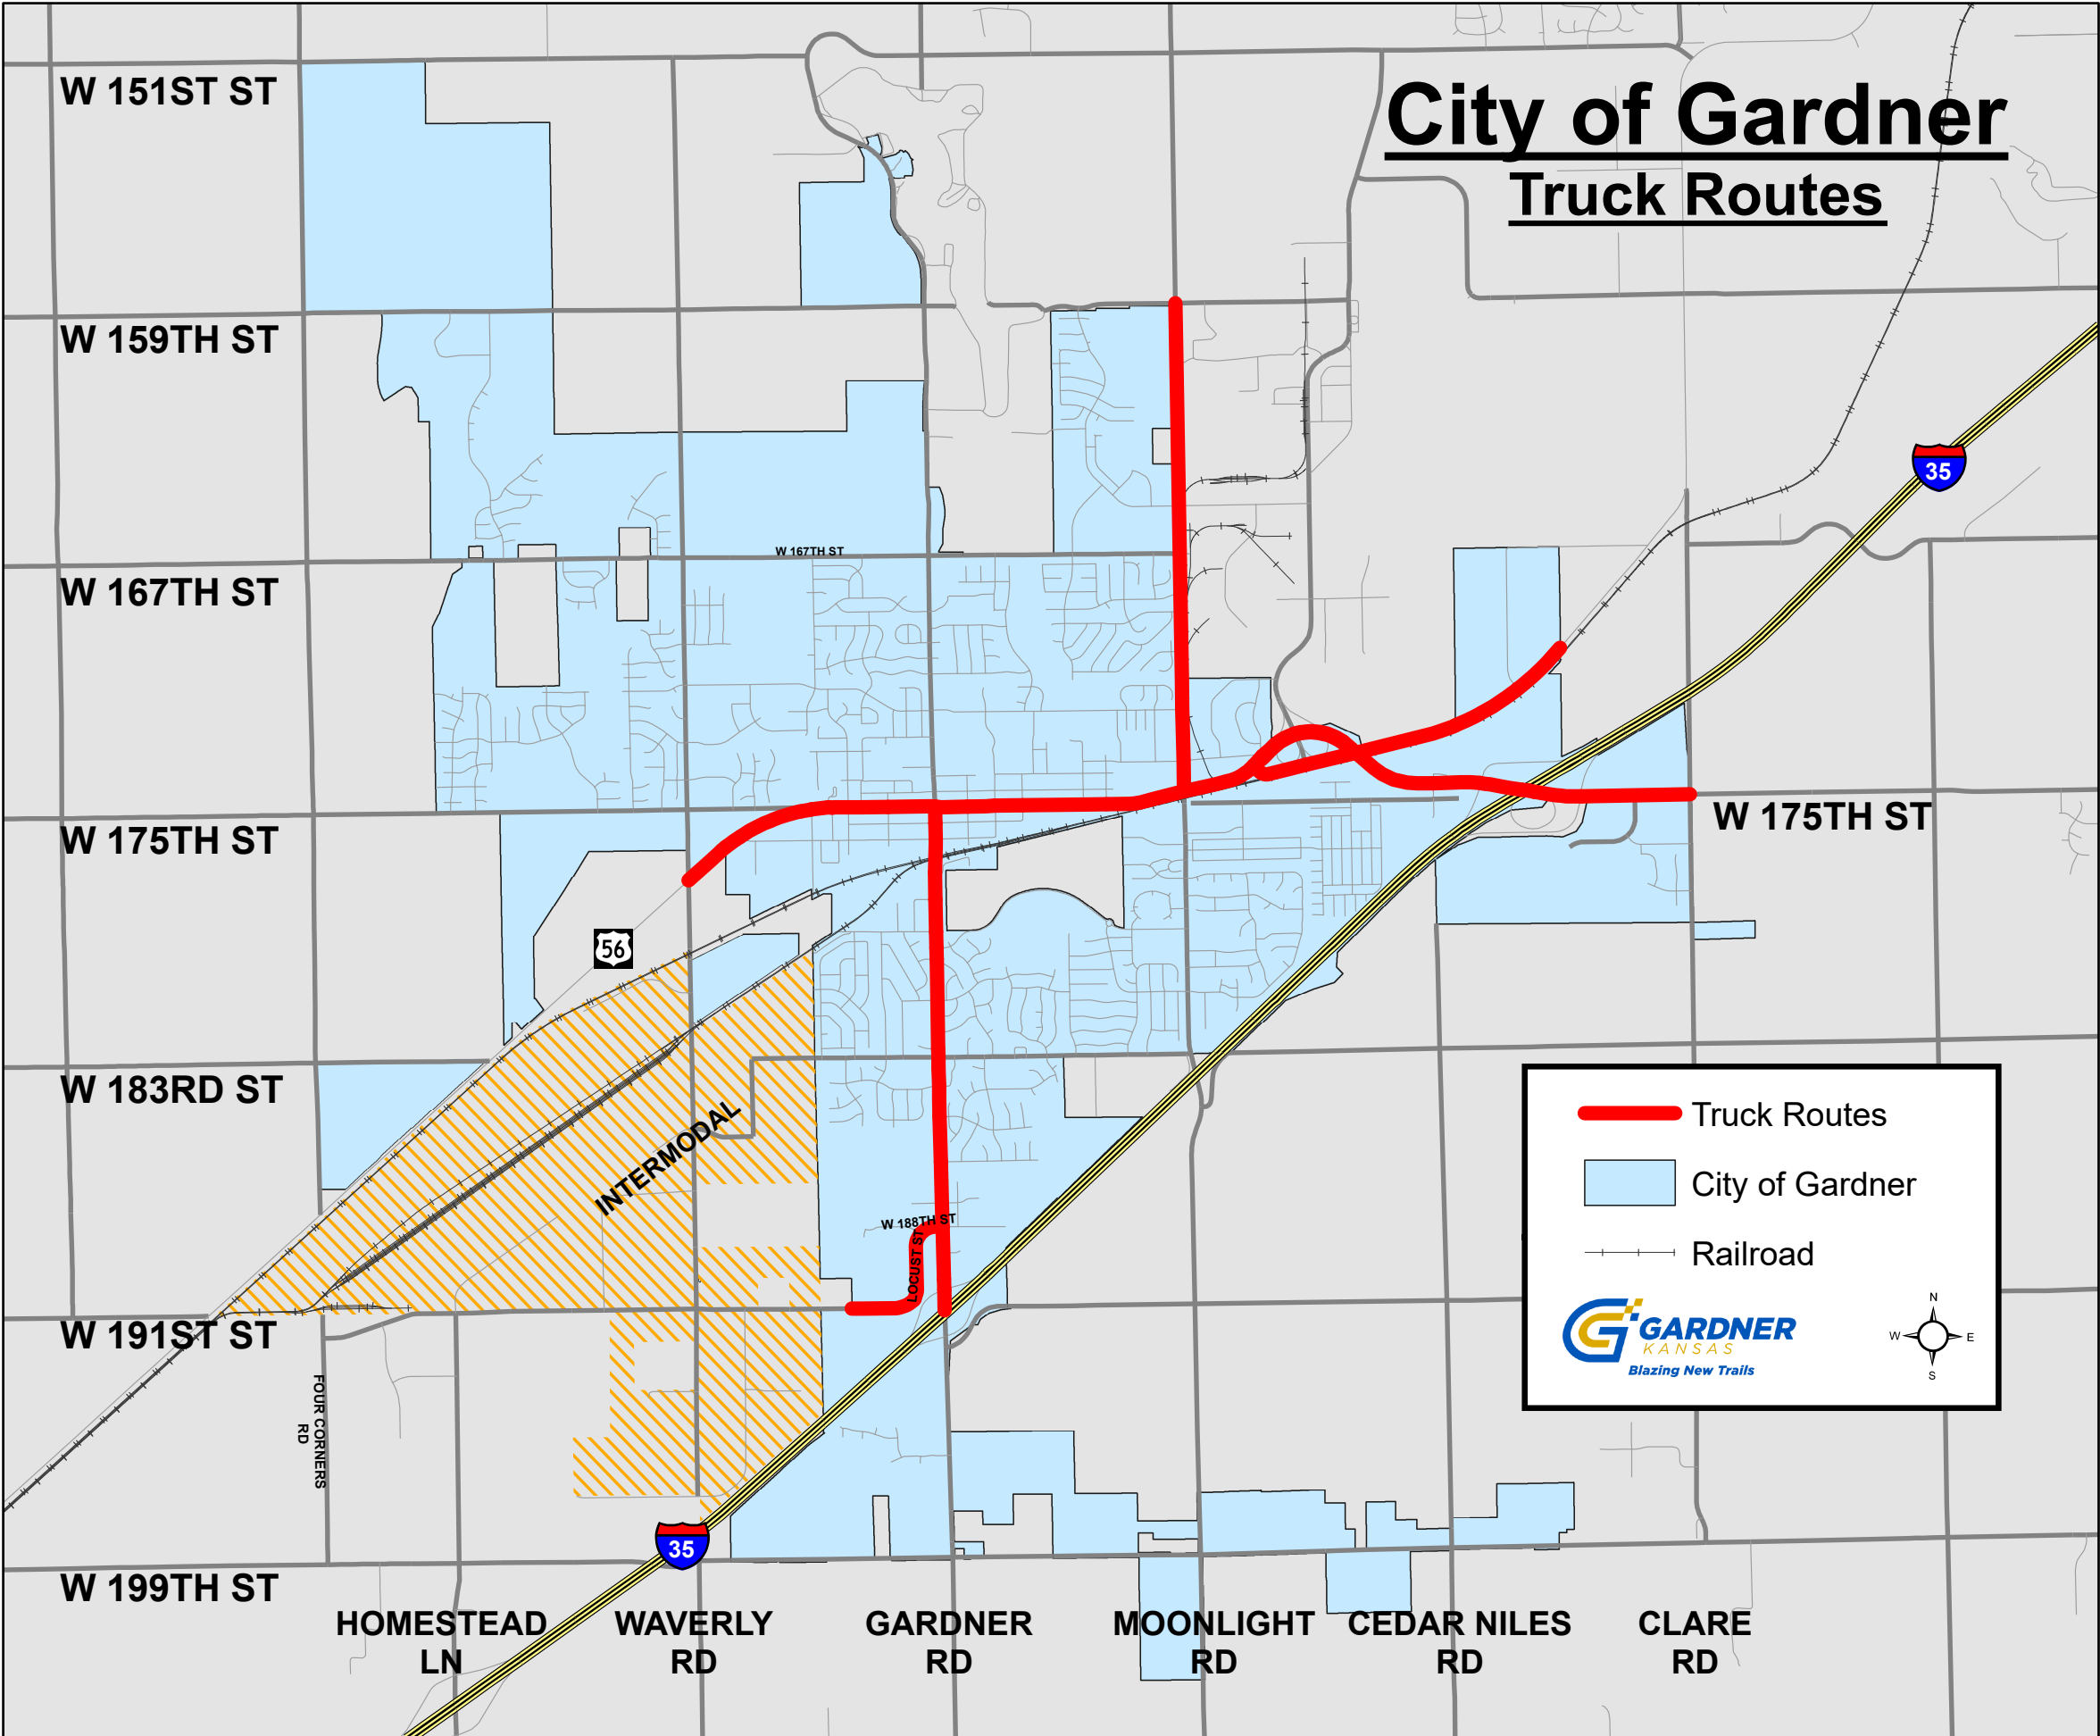 City of Gardner
Truck Routes
W 151ST ST
W 159TH ST
35
W 167TH ST
W 167TH ST
W 175TH ST
W 175TH ST
56
W 183RD ST
INTERMODAL
W 188TH ST
LOCUST ST
W 191ST ST
FOUR CORNERS
RD
35
W 199TH ST
HOMESTEAD
LN
WAVERLY
RD
GARDNER
RD
MOONLIGHT
RD
CEDAR NILES
RD
CLARE
RD
Truck Routes
City of Gardner
Railroad
GARDNER
KANSAS
Blazing New Trails
N
W
E
S